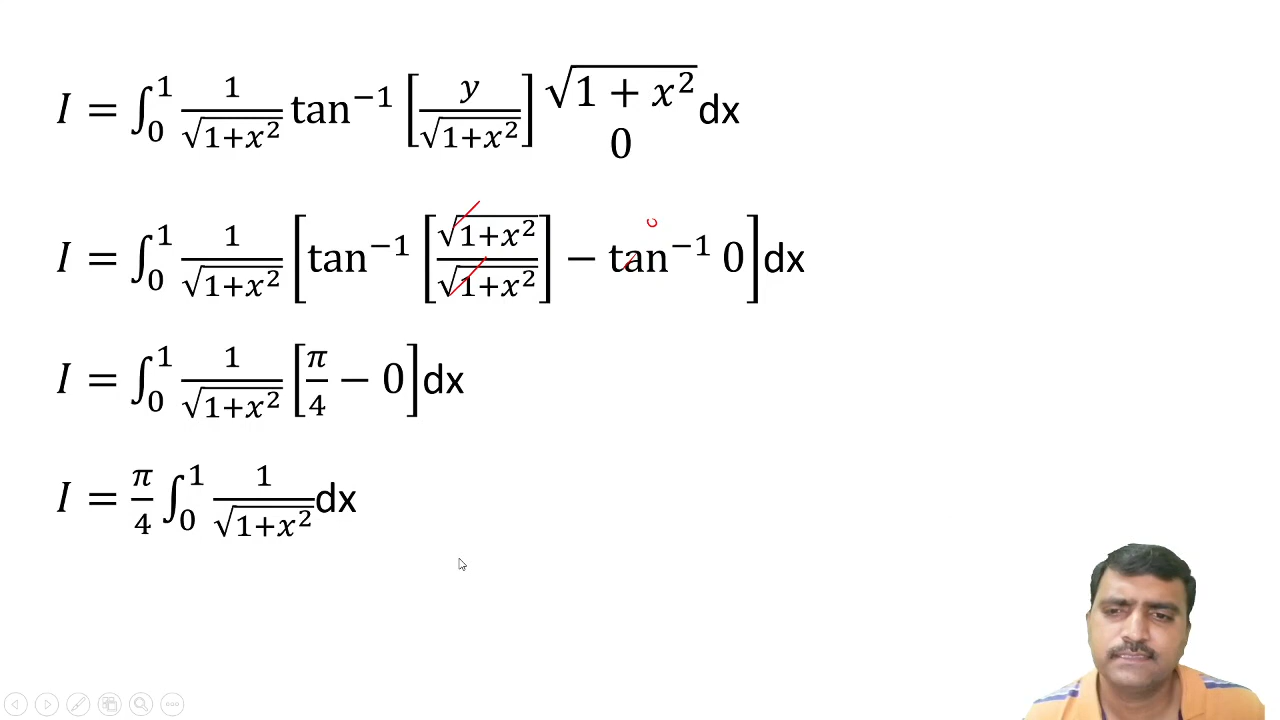 I = ∫₀¹ 1/√(1+x²) tan⁻¹ [y/√(1+x²)] √(1 + x²) 0 dx
I = ∫₀¹ 1/√(1+x²) [tan⁻¹ [√(1+x²)/√(1+x²)] − tan⁻¹ 0] dx
I = ∫₀¹ 1/√(1+x²) [π/4 − 0] dx
I = π/4 ∫₀¹ 1/√(1+x²) dx